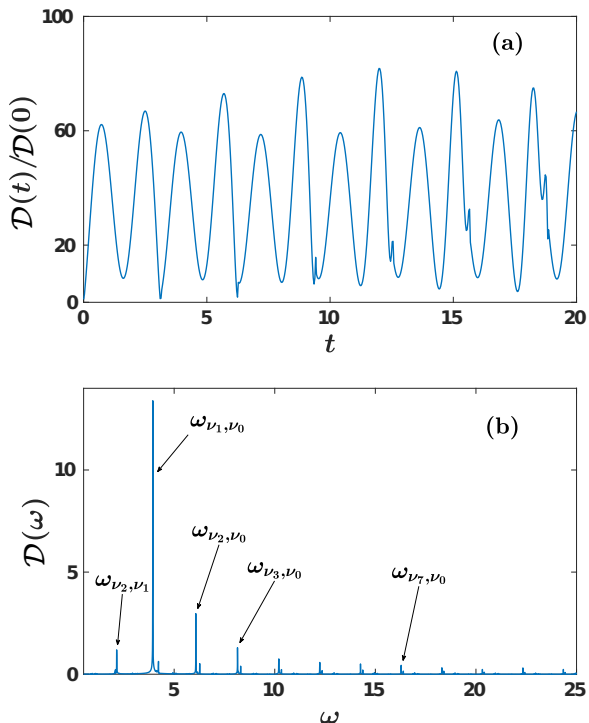 100
(a)
60
20
0
𝒟(t)/𝒟(0)
0 5 10 15 20
t
(b)
ω_{ν₁,ν₀}
10
ω_{ν₂,ν₀}
ω_{ν₃,ν₀}
ω_{ν₂,ν₁}
ω_{ν₇,ν₀}
5
0
𝒟(ω)
5 10 15 20 25
ω